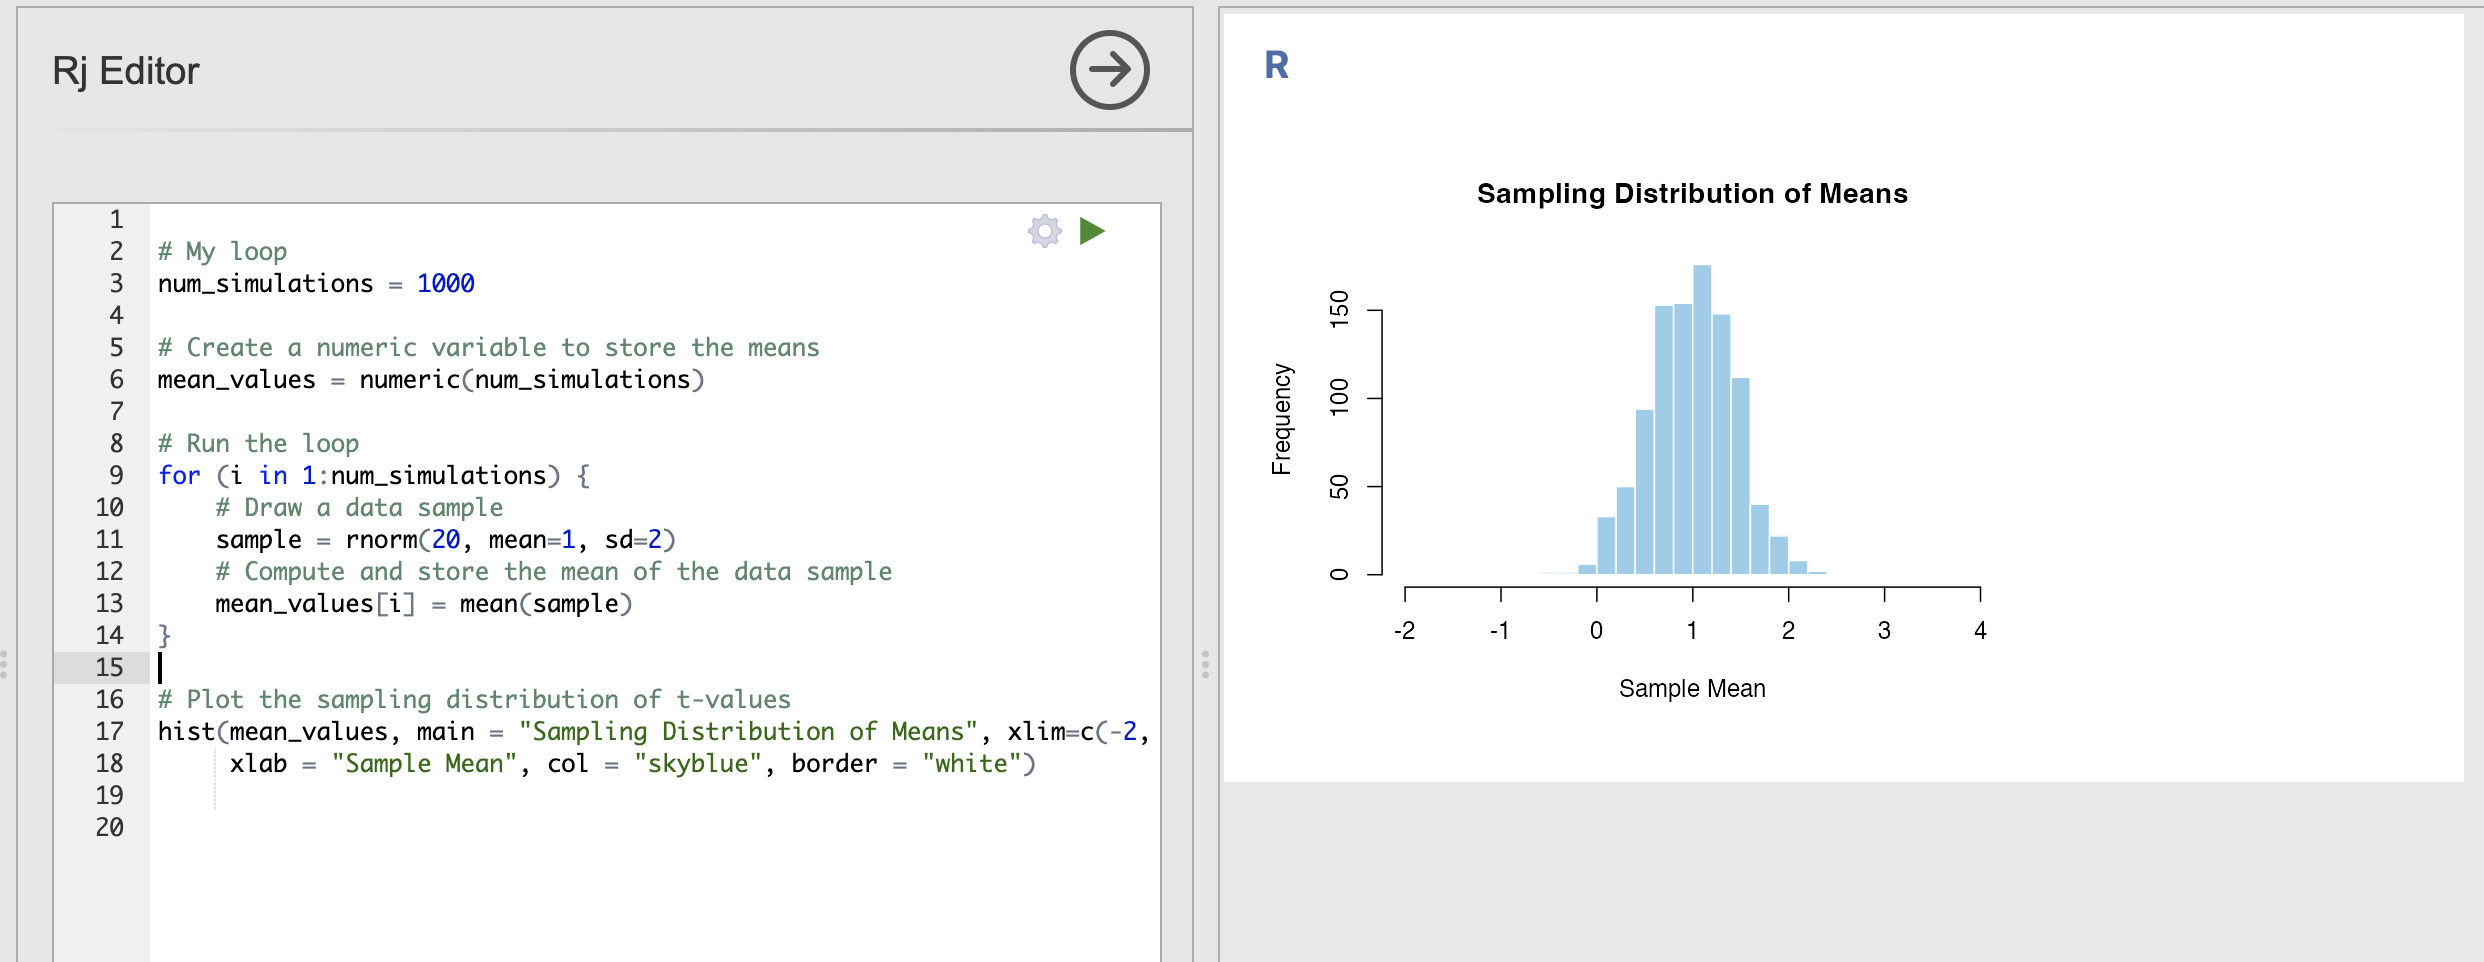 Rj Editor
1
2 # My loop
3 num_simulations = 1000
4
5 # Create a numeric variable to store the means
6 mean_values = numeric(num_simulations)
7
8 # Run the loop
9 for (i in 1:num_simulations) {
10     # Draw a data sample
11     sample = rnorm(20, mean=1, sd=2)
12     # Compute and store the mean of the data sample
13     mean_values[i] = mean(sample)
14 }
15
16 # Plot the sampling distribution of t-values
17 hist(mean_values, main = "Sampling Distribution of Means", xlim=c(-2,
18      xlab = "Sample Mean", col = "skyblue", border = "white")
19
20
R
Sampling Distribution of Means
Frequency
150
100
50
0
-2 -1 0 1 2 3 4
Sample Mean